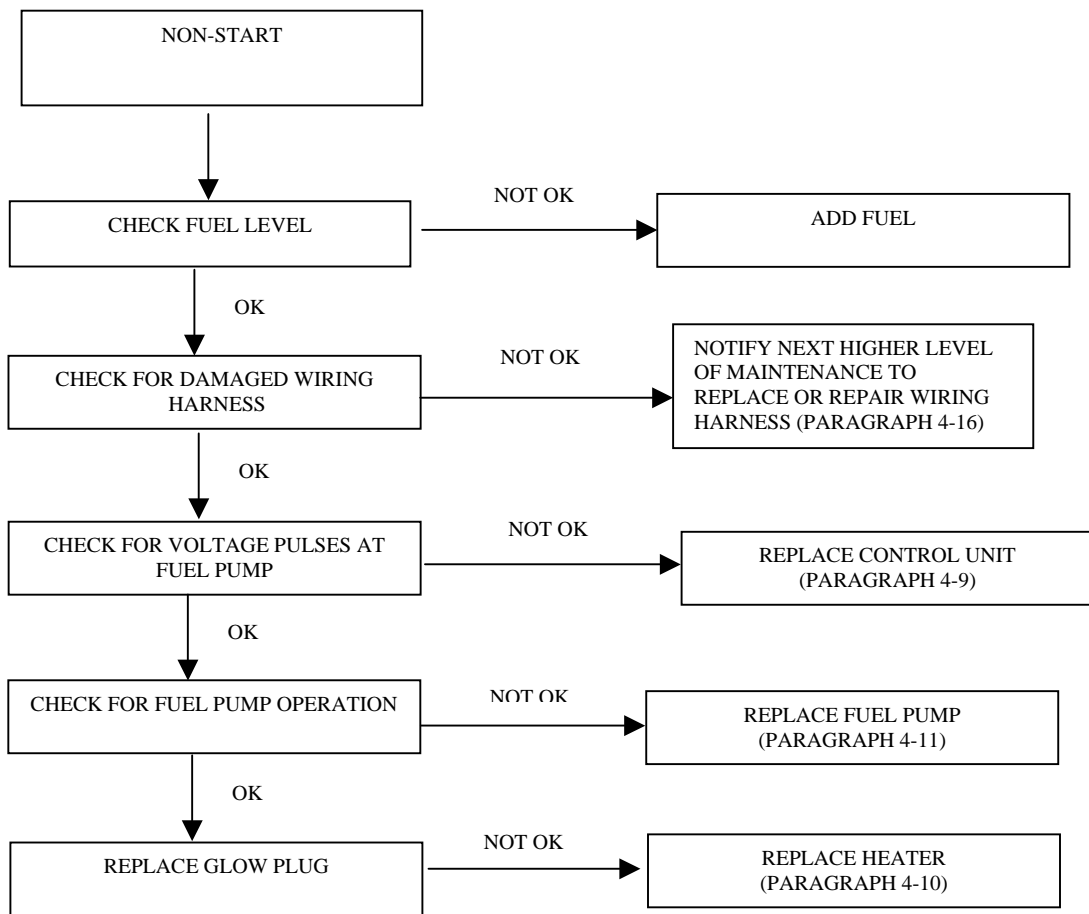 NON-START
CHECK FUEL LEVEL
NOT OK
ADD FUEL
OK
CHECK FOR DAMAGED WIRING
HARNESS
NOT OK
NOTIFY NEXT HIGHER LEVEL
OF MAINTENANCE TO
REPLACE OR REPAIR WIRING
HARNESS (PARAGRAPH 4-16)
OK
CHECK FOR VOLTAGE PULSES AT
FUEL PUMP
NOT OK
REPLACE CONTROL UNIT
(PARAGRAPH 4-9)
OK
CHECK FOR FUEL PUMP OPERATION
NOT OK
REPLACE FUEL PUMP
(PARAGRAPH 4-11)
OK
REPLACE GLOW PLUG
NOT OK
REPLACE HEATER
(PARAGRAPH 4-10)